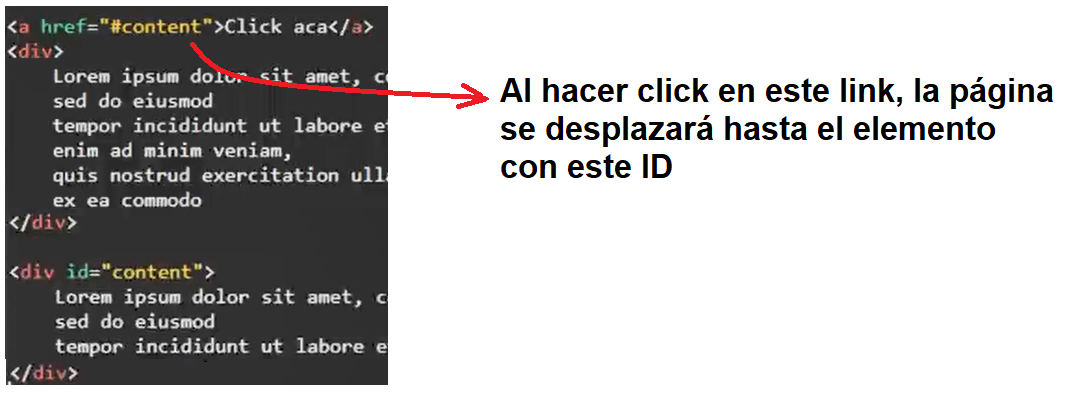 <a href="#content">Click aca</a>
<div>
Lorem ipsum dolor sit amet,
sed do eiusmod
tempor incididunt ut labore
enim ad minim veniam,
quis nostrud exercitation
ex ea commodo
</div>
<div id="content">
Lorem ipsum dolor sit amet,
sed do eiusmod
tempor incididunt ut labore
</div>
Al hacer click en este link, la página
se desplazará hasta el elemento
con este ID